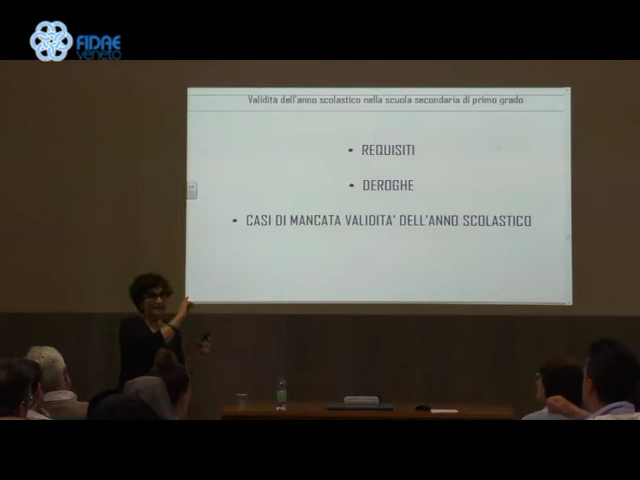 FIDAE
veneto
Validità dell'anno scolastico nella scuola secondaria di primo grado
• REQUISITI
• DEROGHE
• CASI DI MANCATA VALIDITA' DELL'ANNO SCOLASTICO